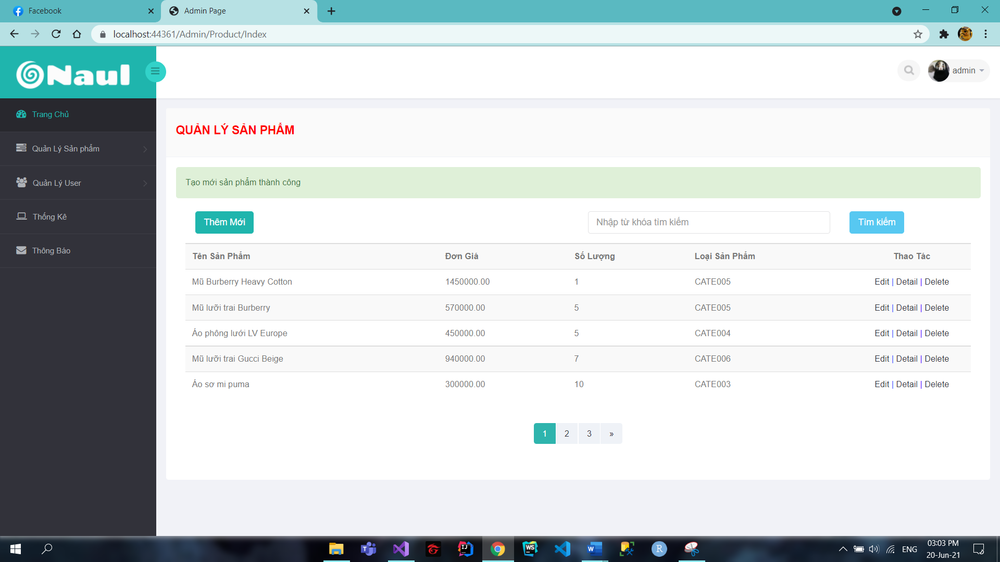 Facebook
Admin Page
localhost:44361/Admin/Product/Index
Naul
admin
Trang Chủ
Quản Lý Sản phẩm
Quản Lý User
Thống Kê
Thông Báo
QUẢN LÝ SẢN PHẨM
Tạo mới sản phẩm thành công
Thêm Mới
Nhập từ khóa tìm kiếm
Tìm kiếm
Tên Sản Phẩm Đơn Giá Số Lượng Loại Sản Phẩm Thao Tác
Mũ Burberry Heavy Cotton 1450000.00 1 CATE005 Edit | Detail | Delete
Mũ lưỡi trai Burberry 570000.00 5 CATE005 Edit | Detail | Delete
Áo phông lưới LV Europe 450000.00 5 CATE004 Edit | Detail | Delete
Mũ lưỡi trai Gucci Beige 940000.00 7 CATE006 Edit | Detail | Delete
Áo sơ mi puma 300000.00 10 CATE003 Edit | Detail | Delete
1 2 3 »
ENG
03:03 PM
20-Jun-21